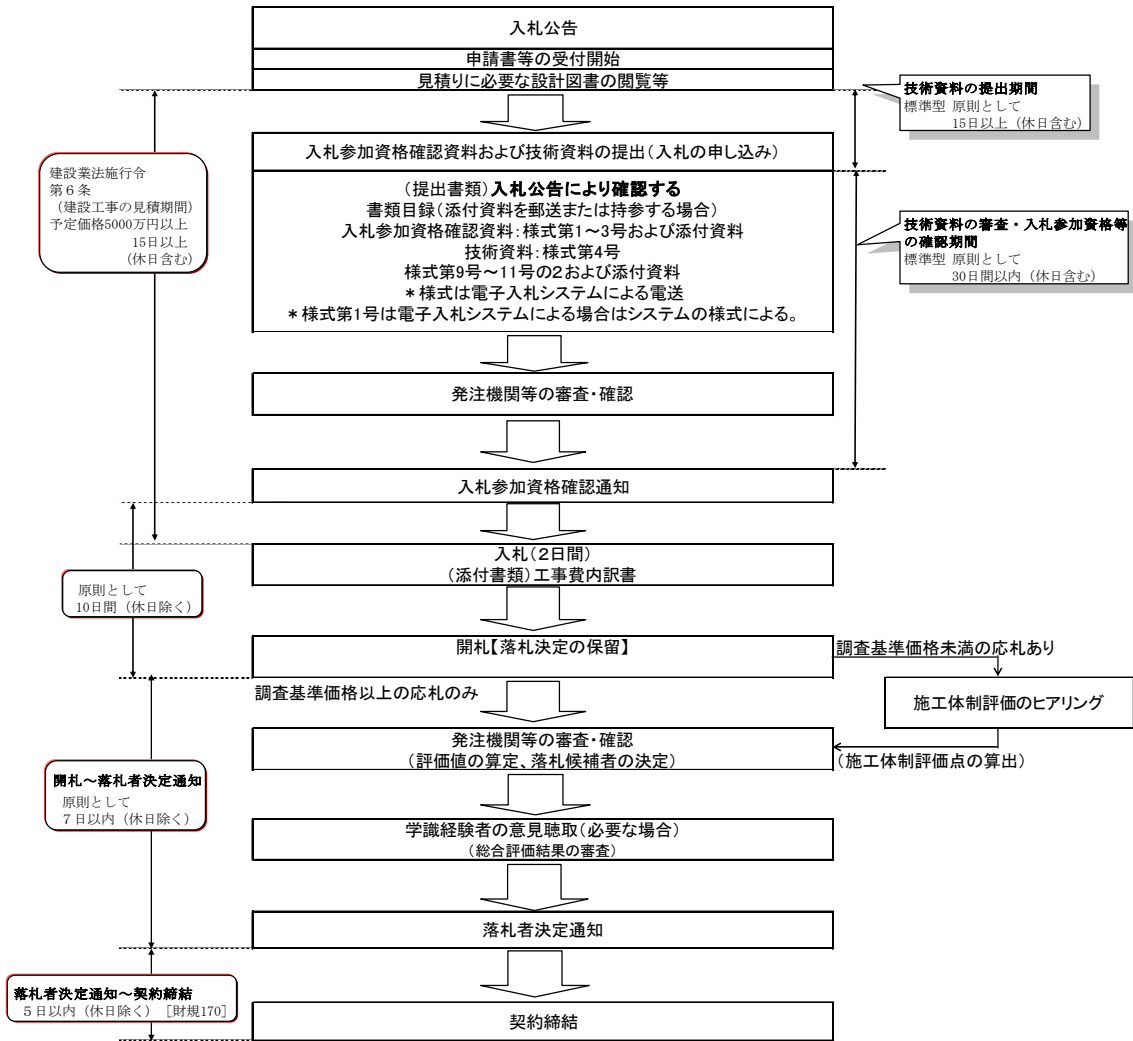 入札公告
申請書等の受付開始
見積りに必要な設計図書の閲覧等
技術資料の提出期間
標準型 原則として
15日以上（休日含む）
入札参加資格確認資料および技術資料の提出（入札の申し込み）
建設業法施行令
第６条
（建設工事の見積期間）
予定価格5000万円以上
15日以上
（休日含む）
（提出書類）入札公告により確認する
書類目録（添付資料を郵送または持参する場合）
入札参加資格確認資料：様式第1～3号および添付資料
技術資料：様式第4号
様式第9号～11号の２および添付資料
＊様式は電子入札システムによる電送
＊様式第1号は電子入札システムによる場合はシステムの様式による。
技術資料の審査・入札参加資格等
の確認期間
標準型 原則として
30日間以内（休日含む）
発注機関等の審査・確認
入札参加資格確認通知
入札（２日間）
（添付書類）工事費内訳書
原則として
10日間（休日除く）
開札【落札決定の保留】
調査基準価格未満の応札あり
調査基準価格以上の応札のみ
施工体制評価のヒアリング
発注機関等の審査・確認
（評価値の算定、落札候補者の決定）
（施工体制評価点の算出）
開札～落札者決定通知
原則として
７日以内（休日除く）
学識経験者の意見聴取（必要な場合）
（総合評価結果の審査）
落札者決定通知
落札者決定通知～契約締結
５日以内（休日除く）［財規170］
契約締結